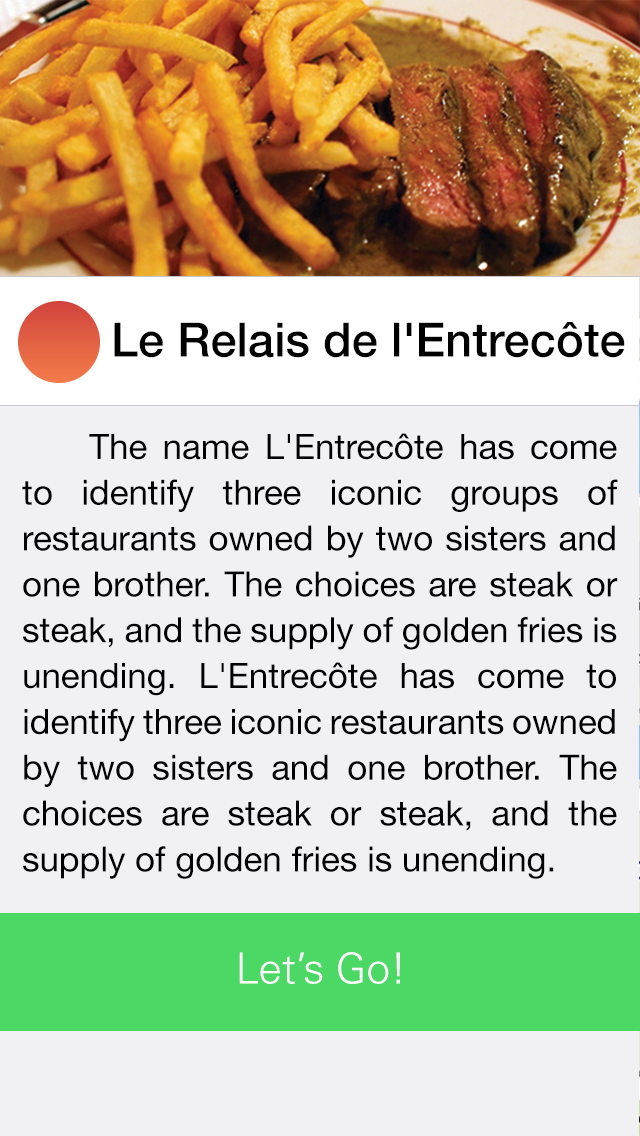 Le Relais de l'Entrecôte
The name L'Entrecôte has come
to identify three iconic groups of
restaurants owned by two sisters and
one brother. The choices are steak or
steak, and the supply of golden fries is
unending. L'Entrecôte has come to
identify three iconic restaurants owned
by two sisters and one brother. The
choices are steak or steak, and the
supply of golden fries is unending.
Let’s Go!